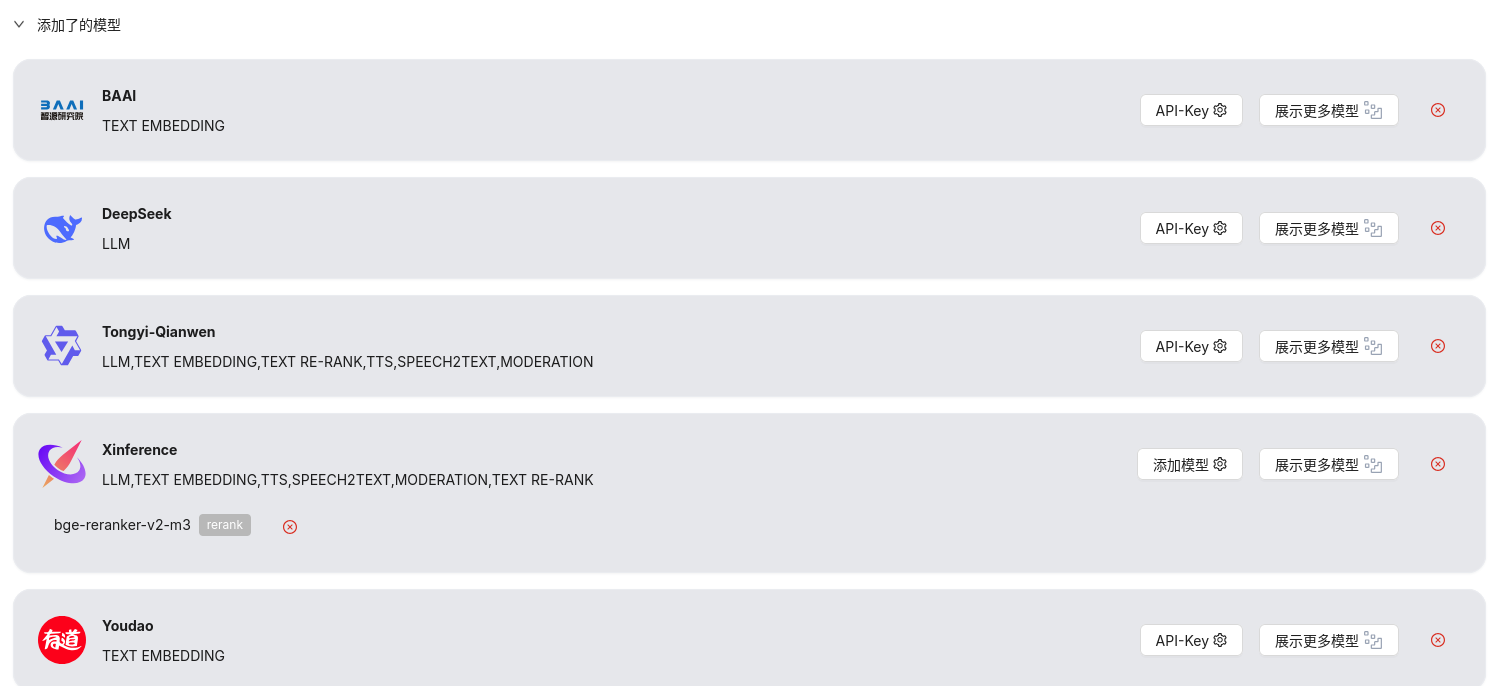 添加了的模型
BAAI
智源研究院
BAAI
TEXT EMBEDDING
API-Key
展示更多模型
DeepSeek
LLM
API-Key
展示更多模型
Tongyi-Qianwen
LLM,TEXT EMBEDDING,TEXT RE-RANK,TTS,SPEECH2TEXT,MODERATION
API-Key
展示更多模型
Xinference
LLM,TEXT EMBEDDING,TTS,SPEECH2TEXT,MODERATION,TEXT RE-RANK
添加模型
展示更多模型
bge-reranker-v2-m3 rerank
有道
Youdao
TEXT EMBEDDING
API-Key
展示更多模型